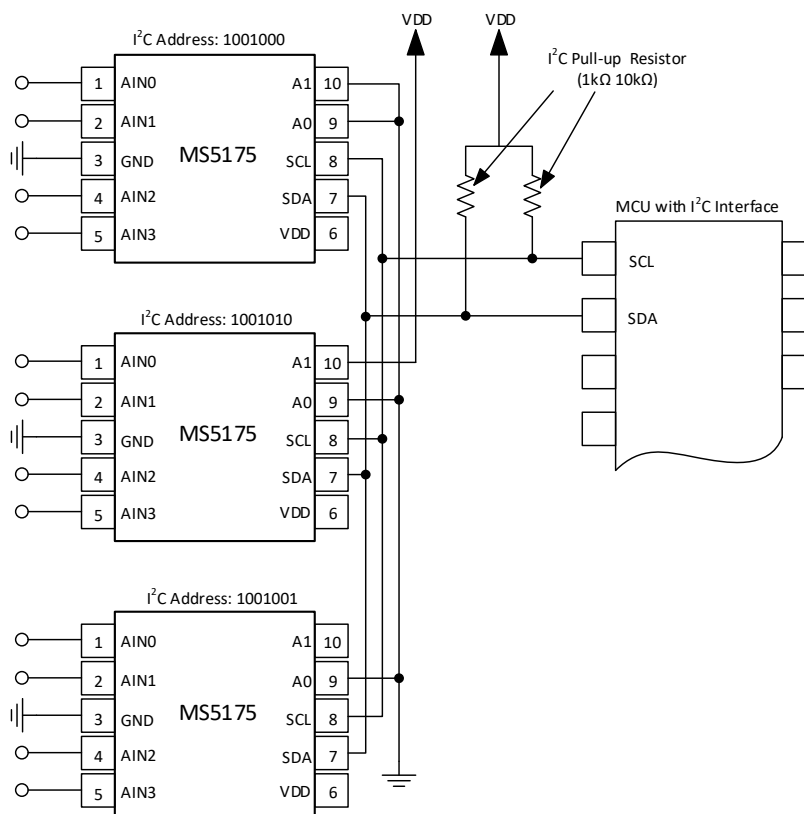 I²C Address: 1001000
1 AIN0 A1 10
2 AIN1 A0 9
3 GND MS5175 SCL 8
4 AIN2 SDA 7
5 AIN3 VDD 6
VDD
VDD
I²C Pull-up Resistor
(1kΩ 10kΩ)
MCU with I²C Interface
SCL
SDA
I²C Address: 1001010
1 AIN0 A1 10
2 AIN1 A0 9
3 GND MS5175 SCL 8
4 AIN2 SDA 7
5 AIN3 VDD 6
I²C Address: 1001001
1 AIN0 A1 10
2 AIN1 A0 9
3 GND MS5175 SCL 8
4 AIN2 SDA 7
5 AIN3 VDD 6